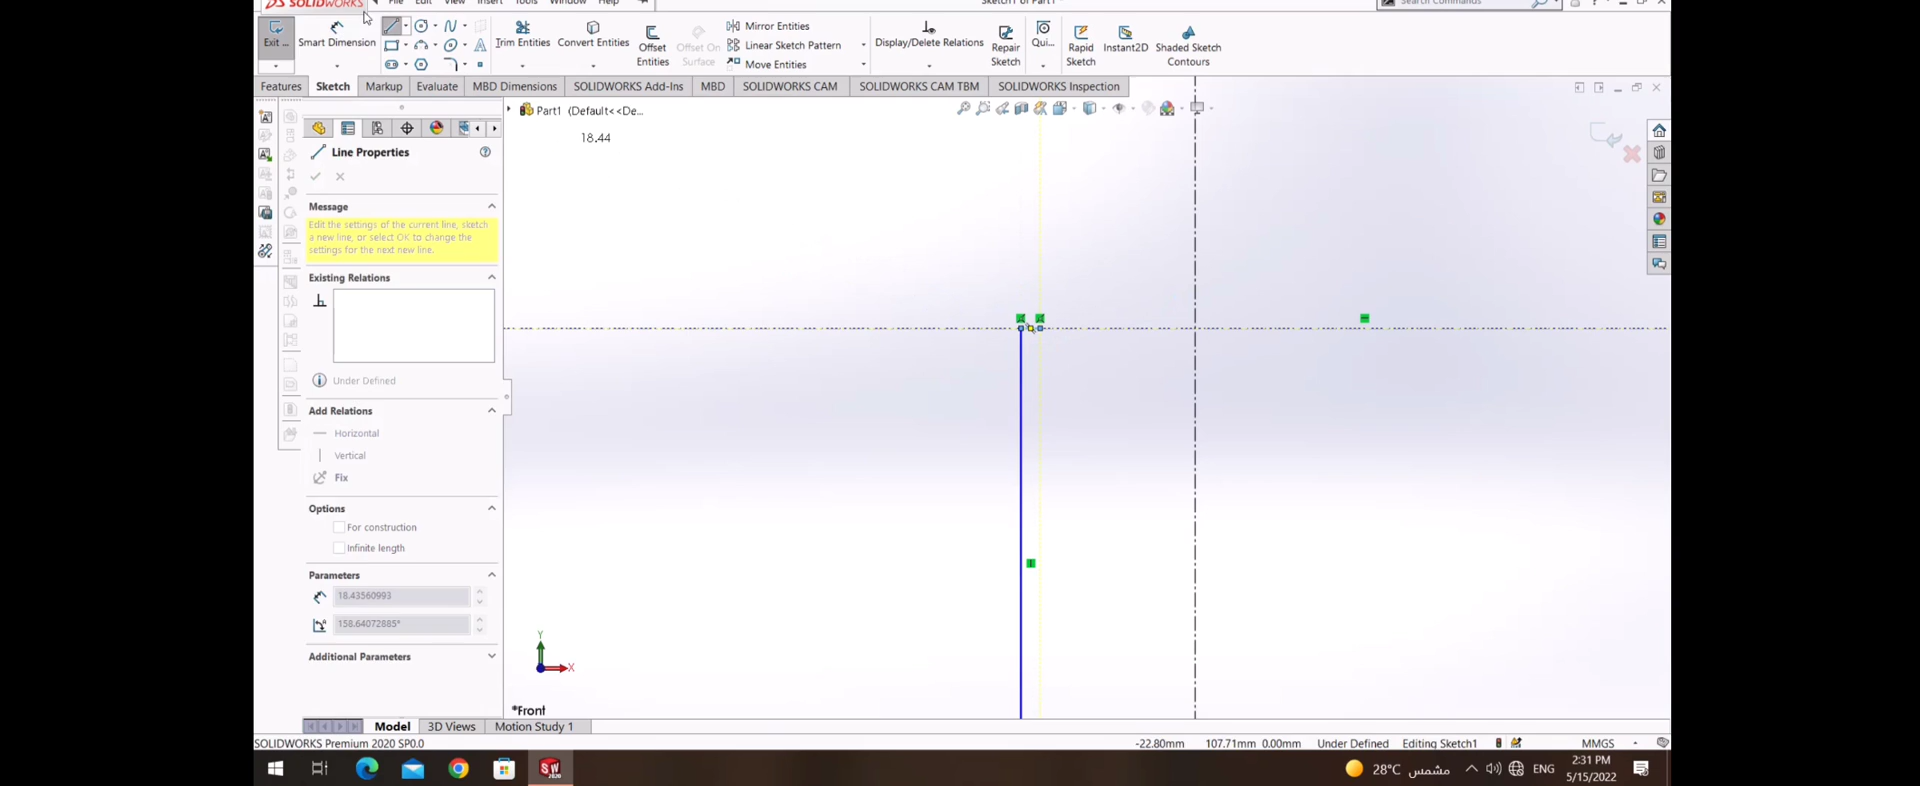 SOLIDWORKS File Edit View Insert Tools Window Help Sketch1 of Part1 Search Commands
Exit ... Smart Dimension Trim Entities Convert Entities Offset Entities Offset On Surface Mirror Entities Linear Sketch Pattern Move Entities Display/Delete Relations Repair Sketch Qui... Rapid Sketch Instant2D Shaded Sketch Contours
Features Sketch Markup Evaluate MBD Dimensions SOLIDWORKS Add-Ins MBD SOLIDWORKS CAM SOLIDWORKS CAM TBM SOLIDWORKS Inspection
Part1 (Default<<De...
18.44
Line Properties
Message
Edit the settings of the current line, sketch
a new line, or select OK to change the
settings for the next new line.
Existing Relations
Under Defined
Add Relations
Horizontal
Vertical
Fix
Options
For construction
Infinite length
Parameters
18.43560993
158.64072885°
Additional Parameters
Y
X
*Front
Model 3D Views Motion Study 1
SOLIDWORKS Premium 2020 SP0.0 -22.80mm 107.71mm 0.00mm Under Defined Editing Sketch1 MMGS
SW 2020 28°C مشمس ENG 2:31 PM
5/15/2022